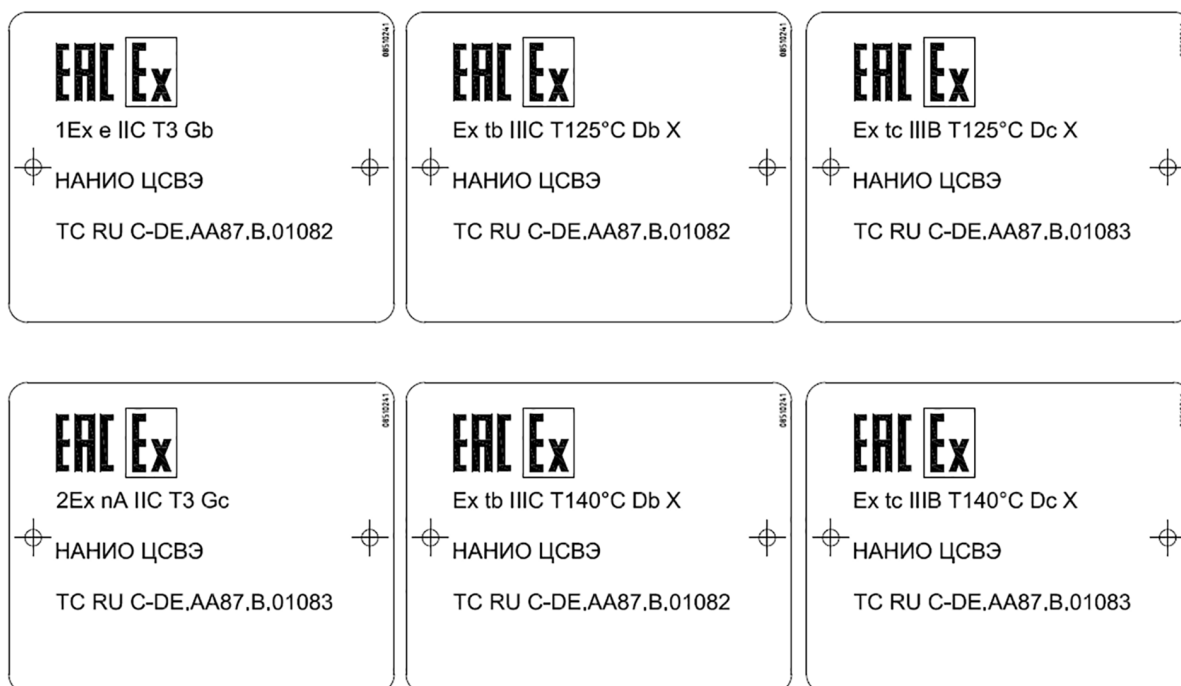 08510241
EAC Ex
1Ex e IIC T3 Gb
НАНИО ЦСВЭ
TC RU C-DE.AA87.B.01082
08510241
EAC Ex
Ex tb IIIC T125°C Db X
НАНИО ЦСВЭ
TC RU C-DE.AA87.B.01082
EAC Ex
Ex tc IIIB T125°C Dc X
НАНИО ЦСВЭ
TC RU C-DE.AA87.B.01083
08510241
EAC Ex
2Ex nA IIC T3 Gc
НАНИО ЦСВЭ
TC RU C-DE.AA87.B.01083
08510241
EAC Ex
Ex tb IIIC T140°C Db X
НАНИО ЦСВЭ
TC RU C-DE.AA87.B.01082
EAC Ex
Ex tc IIIB T140°C Dc X
НАНИО ЦСВЭ
TC RU C-DE.AA87.B.01083